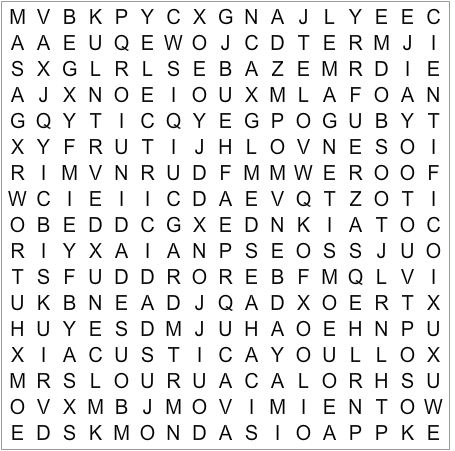 M V B K P Y C X G N A J L Y E E C
A A E U Q E W O J C D T E R M J I
S X G L R L S E B A Z E M R D I E
A J X N O E I O U X M L A F O A N
G Q Y T I C Q Y E G P O G U B Y T
X Y F R U T I J H L O V N E S O I
R I M V N R U D F M M W E R O O F
W C I E I I C D A E V Q T Z O T I
O B E D D C G X E D N K I A T O C
R I Y X A I A N P S E O S S J U O
T S F U D D R O R E B F M Q L V I
U K B N E A D J Q A D X O E R T X
H U Y E S D M J U H A O E H N P U
X I A C U S T I C A Y O U L L O X
M R S L O U R U A C A L O R H S U
O V X M B J M O V I M I E N T O W
E D S K M O N D A S I O A P P K E